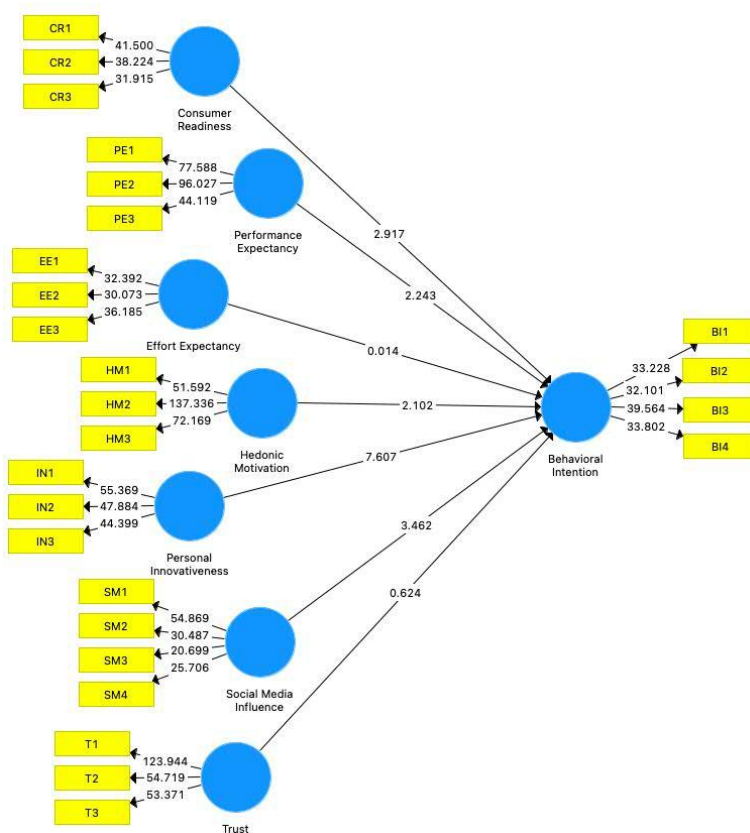 CR1
41.500
CR2
38.224
CR3
31.915
Consumer
Readiness
PE1
77.588
PE2
96.027
PE3
44.119
Performance
Expectancy
2.917
2.243
EE1
32.392
EE2
30.073
EE3
36.185
Effort Expectancy
0.014
HM1
51.592
HM2
137.336
HM3
72.169
Hedonic
Motivation
2.102
BI1
33.228
BI2
32.101
BI3
39.564
BI4
33.802
Behavioral
Intention
IN1
55.369
IN2
47.884
IN3
44.399
Personal
Innovativeness
7.607
SM1
54.869
SM2
30.487
SM3
20.699
SM4
25.706
Social Media
Influence
3.462
0.624
T1
123.944
T2
54.719
T3
53.371
Trust